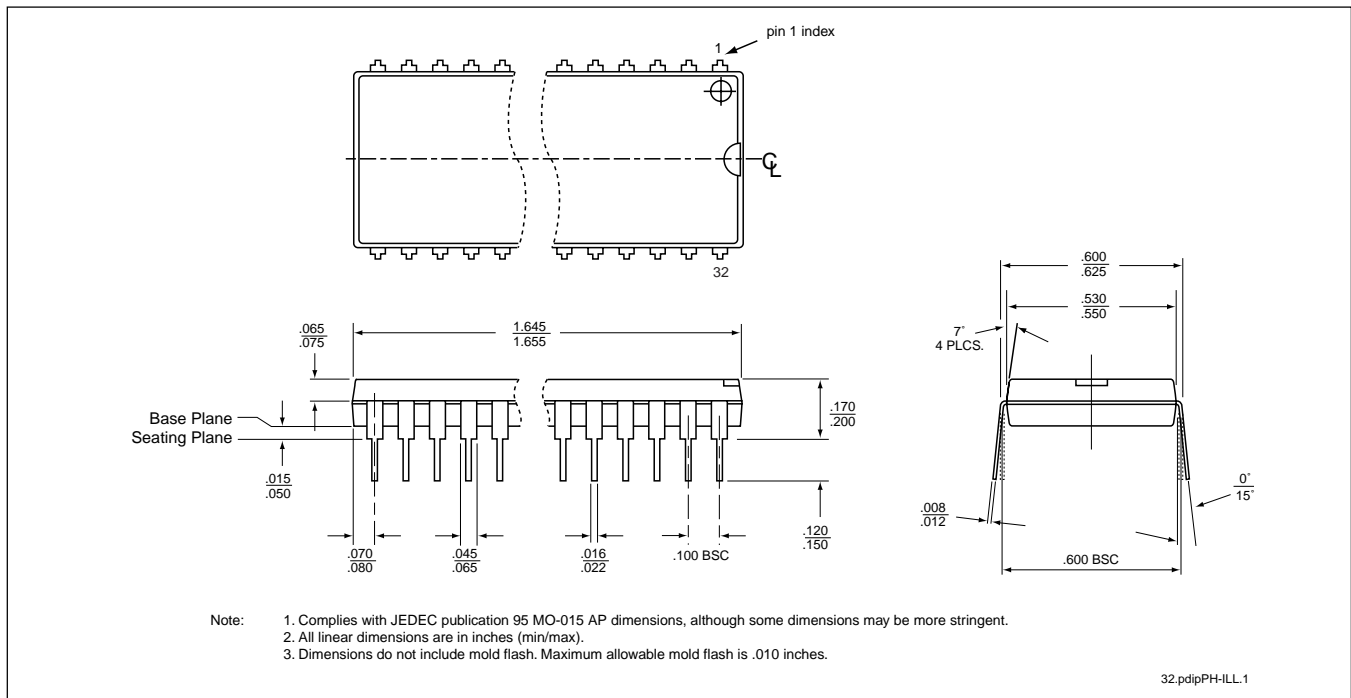 pin 1 index
1
℄
32
.600
.625
.530
.550
7°
4 PLCS.
.065
.075
1.645
1.655
Base Plane
Seating Plane
.170
.200
.015
.050
.008
.012
0°
15°
.070
.080
.045
.065
.016
.022
.100 BSC
.120
.150
.600 BSC
Note: 1. Complies with JEDEC publication 95 MO-015 AP dimensions, although some dimensions may be more stringent.
2. All linear dimensions are in inches (min/max).
3. Dimensions do not include mold flash. Maximum allowable mold flash is .010 inches.
32.pdipPH-ILL.1